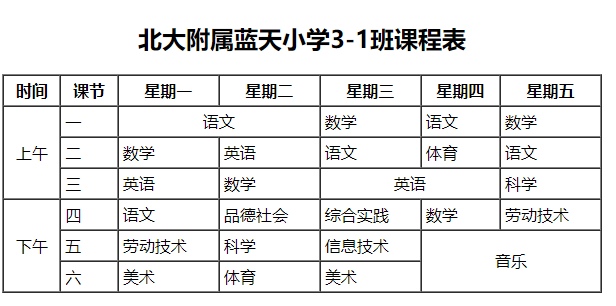 北大附属蓝天小学3-1班课程表
时间 课节 星期一 星期二 星期三 星期四 星期五
上午 一 语文 数学 语文 数学
二 数学 英语 语文 体育 语文
三 英语 数学 英语 科学
下午 四 语文 品德社会 综合实践 数学 劳动技术
五 劳动技术 科学 信息技术 音乐
六 美术 体育 美术